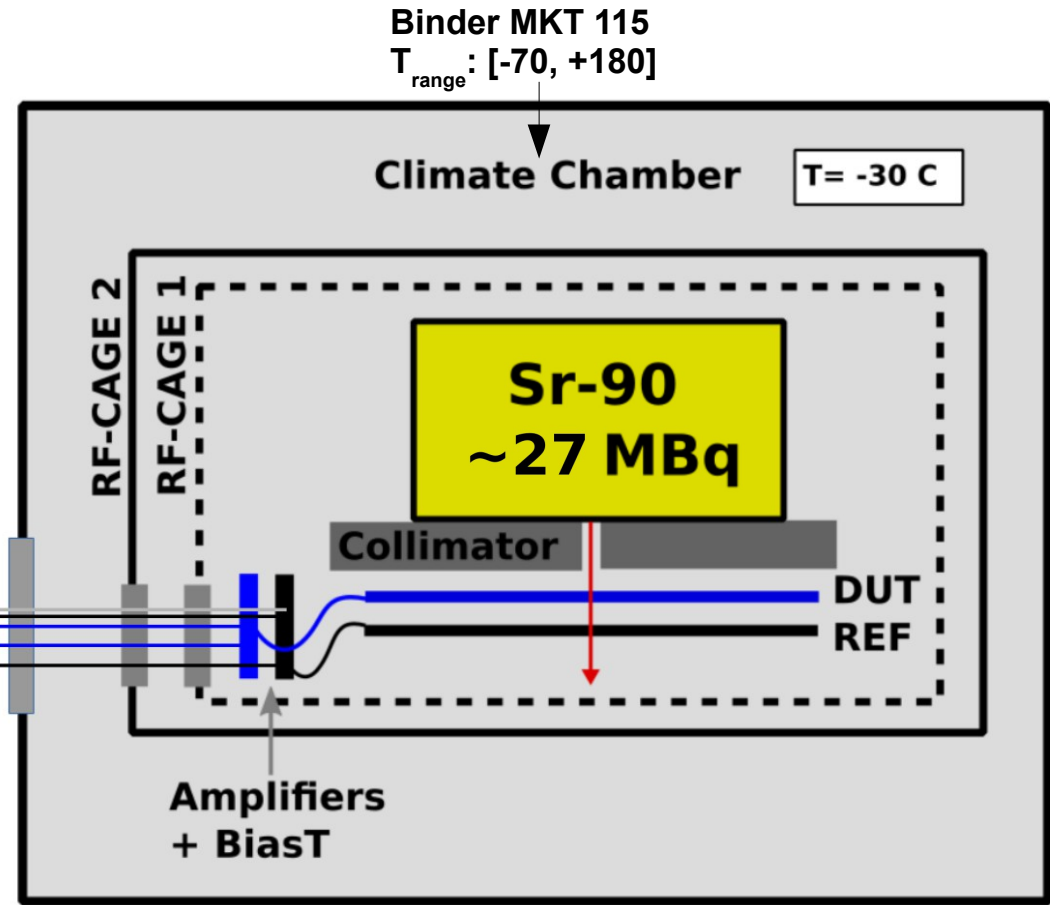 Binder MKT 115
T_range: [-70, +180]
Climate Chamber
T= -30 C
RF-CAGE 2
RF-CAGE 1
Sr-90
~27 MBq
Collimator
DUT
REF
Amplifiers
+ BiasT